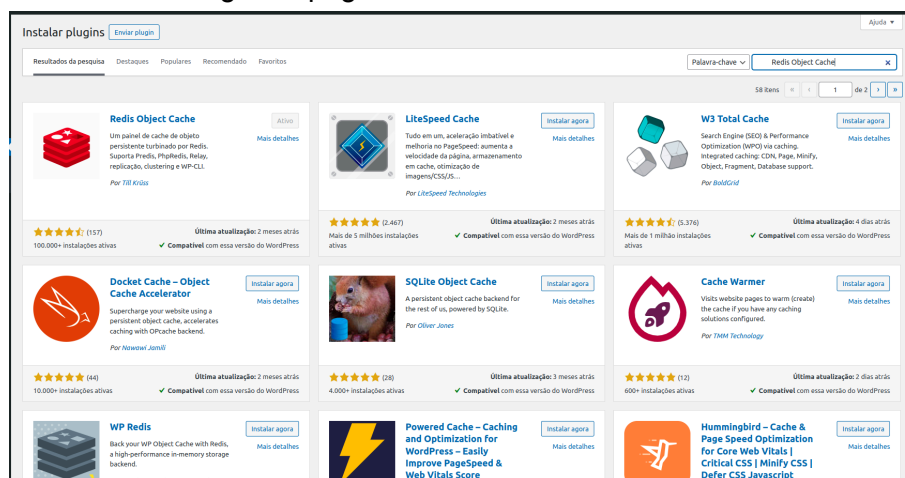 Ajuda
Instalar plugins Enviar plugin
Resultados da pesquisa Destaques Populares Recomendado Favoritos Palavra-chave Redis Object Cache
58 itens « ‹ 1 de 2 › »
Redis Object Cache
Ativo
Um painel de cache de objeto
persistente turbinado por Redis.
Suporta Predis, PhpRedis, Relay,
replicação, clustering e WP-CLI.
Mais detalhes
Por Till Krüss
(157) Última atualização: 2 meses atrás
100.000+ instalações ativas Compatível com essa versão do WordPress
LiteSpeed Cache
Instalar agora
Tudo em um, aceleração imbatível e
melhoria no PageSpeed: aumenta a
velocidade da página, armazenamento
em cache, otimização de
imagens/CSS/JS...
Mais detalhes
Por LiteSpeed Technologies
(2.467) Última atualização: 2 meses atrás
Mais de 5 milhões instalações
ativas
Compatível com essa versão do WordPress
W3 Total Cache
Instalar agora
Search Engine (SEO) & Performance
Optimization (WPO) via caching.
Integrated caching: CDN, Page, Minify,
Object, Fragment, Database support.
Mais detalhes
Por BoldGrid
(5.376) Última atualização: 4 dias atrás
Mais de 1 milhão instalações
ativas
Compatível com essa versão do WordPress
Docket Cache – Object
Cache Accelerator
Instalar agora
Supercharge your website using a
persistent object cache, accelerates
caching with OPcache backend.
Mais detalhes
Por Nawawi Jamili
(44) Última atualização: 2 meses atrás
10.000+ instalações ativas Compatível com essa versão do WordPress
SQLite Object Cache
Instalar agora
A persistent object cache backend for
the rest of us, powered by SQLite.
Mais detalhes
Por Oliver Jones
(28) Última atualização: 3 meses atrás
4.000+ instalações ativas Compatível com essa versão do WordPress
Cache Warmer
Instalar agora
Visits website pages to warm (create)
the cache if you have any caching
solutions configured.
Mais detalhes
Por TMM Technology
(12) Última atualização: 2 dias atrás
600+ instalações ativas Compatível com essa versão do WordPress
WP Redis
Instalar agora
Back your WP Object Cache with Redis,
a high-performance in-memory storage
backend.
Mais detalhes
Powered Cache – Caching
and Optimization for
WordPress – Easily
Improve PageSpeed &
Web Vitals Score
Instalar agora
Mais detalhes
Hummingbird – Cache &
Page Speed Optimization
for Core Web Vitals |
Critical CSS | Minify CSS |
Defer CSS Javascript
Instalar agora
Mais detalhes